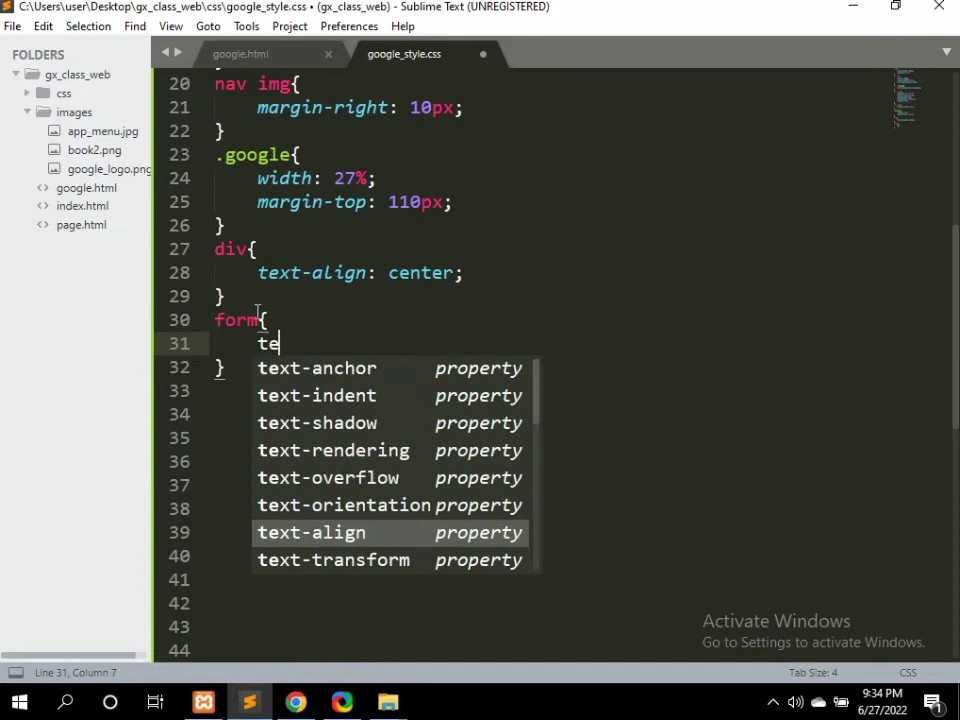 C:\Users\user\Desktop\gx_class_web\css\google_style.css • (gx_class_web) - Sublime Text (UNREGISTERED)
File Edit Selection Find View Goto Tools Project Preferences Help
FOLDERS
gx_class_web
css
images
app_menu.jpg
book2.png
google_logo.png
google.html
index.html
page.html
google.html
google_style.css
20 nav img{
21 margin-right: 10px;
22 }
23 .google{
24 width: 27%;
25 margin-top: 110px;
26 }
27 div{
28 text-align: center;
29 }
30 form{
31 te
32 }
33
34
35
36
37
38
39
40
41
42
43
44
text-anchor property
text-indent property
text-shadow property
text-rendering property
text-overflow property
text-orientation property
text-align property
text-transform property
Activate Windows
Go to Settings to activate Windows.
Line 31, Column 7
Tab Size: 4
CSS
9:34 PM
6/27/2022
1